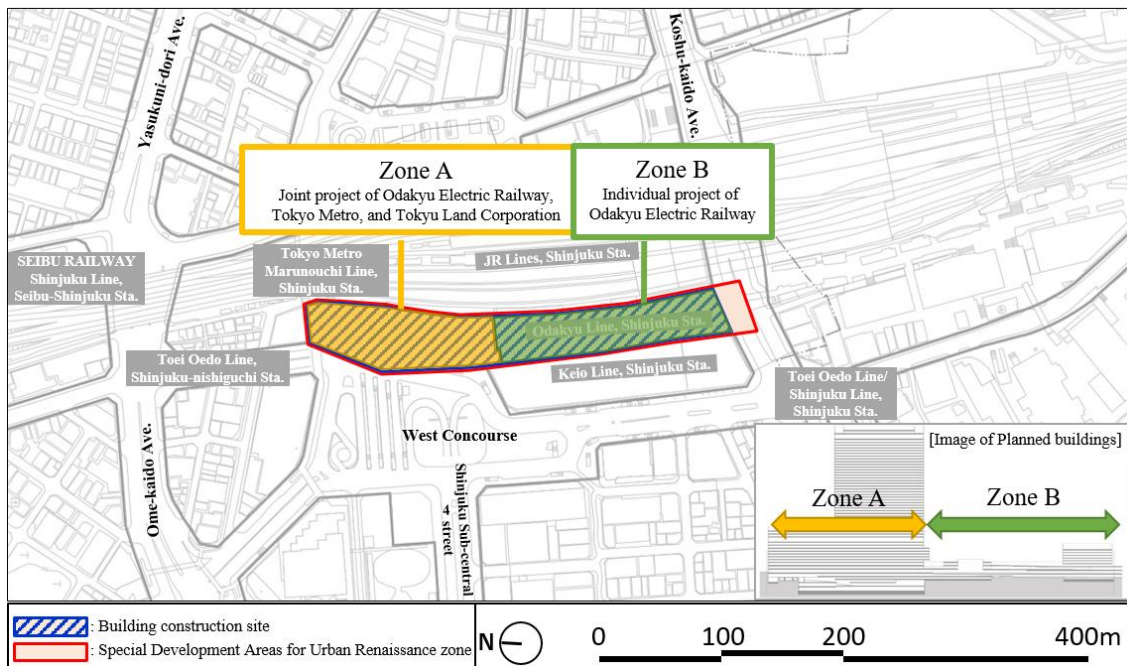 Yasukuni-dori Ave.
Koshu-kaido Ave.
Zone A
Joint project of Odakyu Electric Railway,
Tokyo Metro, and Tokyu Land Corporation
Zone B
Individual project of
Odakyu Electric Railway
SEIBU RAILWAY
Shinjuku Line,
Seibu-Shinjuku Sta.
Tokyo Metro
Marunouchi Line,
Shinjuku Sta.
JR Lines, Shinjuku Sta.
Odakyu Line, Shinjuku Sta.
Toei Oedo Line,
Shinjuku-nishiguchi Sta.
Keio Line, Shinjuku Sta.
Toei Oedo Line/
Shinjuku Line,
Shinjuku Sta.
West Concourse
Ome-kaido Ave.
Shinjuku Sub-central
4 street
[Image of Planned buildings]
Zone A
Zone B
: Building construction site
: Special Development Areas for Urban Renaissance zone
N
0 100 200 400m